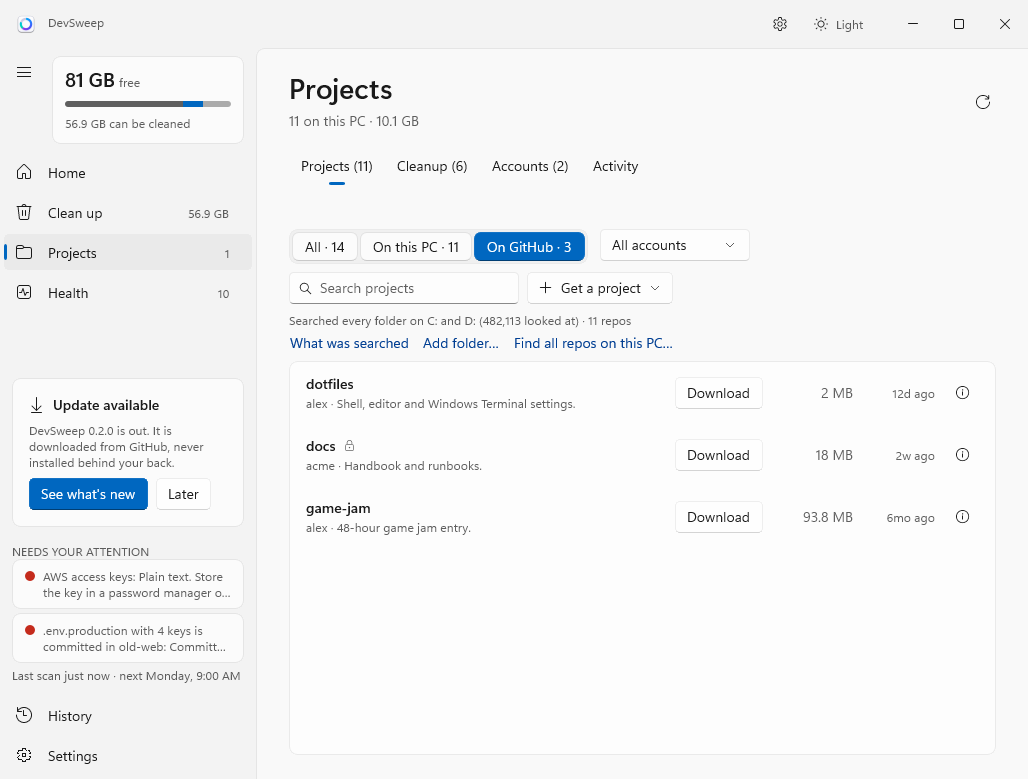 DevSweep
Light
81 GB free
56.9 GB can be cleaned
Home
Clean up 56.9 GB
Projects 1
Health 10
Update available
DevSweep 0.2.0 is out. It is
downloaded from GitHub, never
installed behind your back.
See what's new
Later
NEEDS YOUR ATTENTION
AWS access keys: Plain text. Store
the key in a password manager o...
.env.production with 4 keys is
committed in old-web: Committ...
Last scan just now · next Monday, 9:00 AM
History
Settings
Projects
11 on this PC · 10.1 GB
Projects (11) Cleanup (6) Accounts (2) Activity
All · 14 On this PC · 11 On GitHub · 3 All accounts
Search projects Get a project
Searched every folder on C: and D: (482,113 looked at) · 11 repos
What was searched Add folder... Find all repos on this PC...
dotfiles
alex · Shell, editor and Windows Terminal settings.
Download 2 MB 12d ago
docs
acme · Handbook and runbooks.
Download 18 MB 2w ago
game-jam
alex · 48-hour game jam entry.
Download 93.8 MB 6mo ago